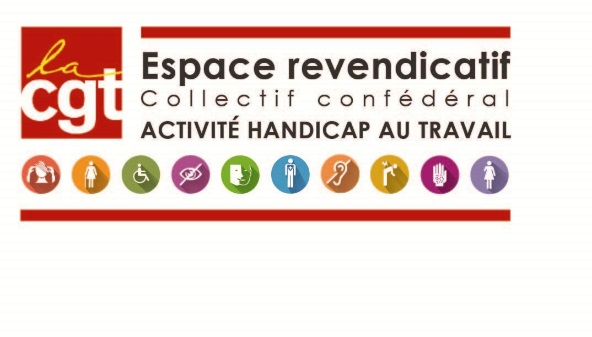 la
cgt
Espace revendicatif
Collectif confédéral
ACTIVITÉ HANDICAP AU TRAVAIL